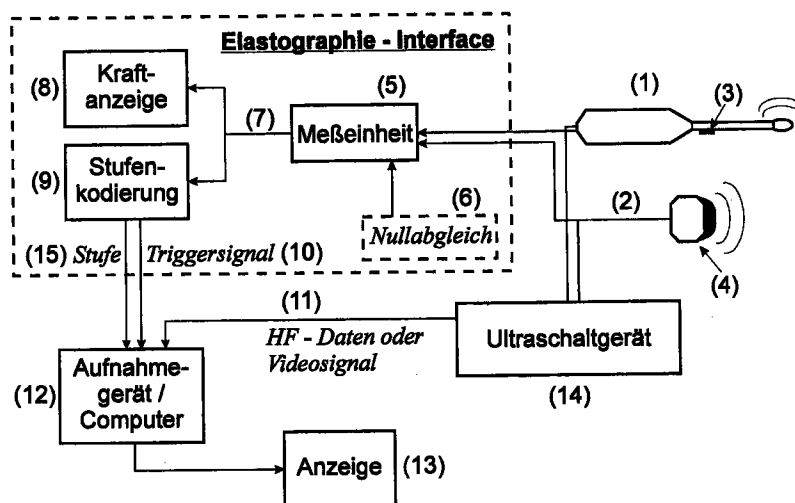 Elastographie - Interface
(8)
Kraft-
anzeige
(5)
(1)
(3)
(7)
Meßeinheit
(9)
Stufen-
kodierung
(6)
Nullabgleich
(2)
(4)
(15) Stufe
Triggersignal (10)
(11)
HF - Daten oder
Videosignal
Ultraschaltgerät
(14)
(12)
Aufnahme-
gerät /
Computer
Anzeige
(13)